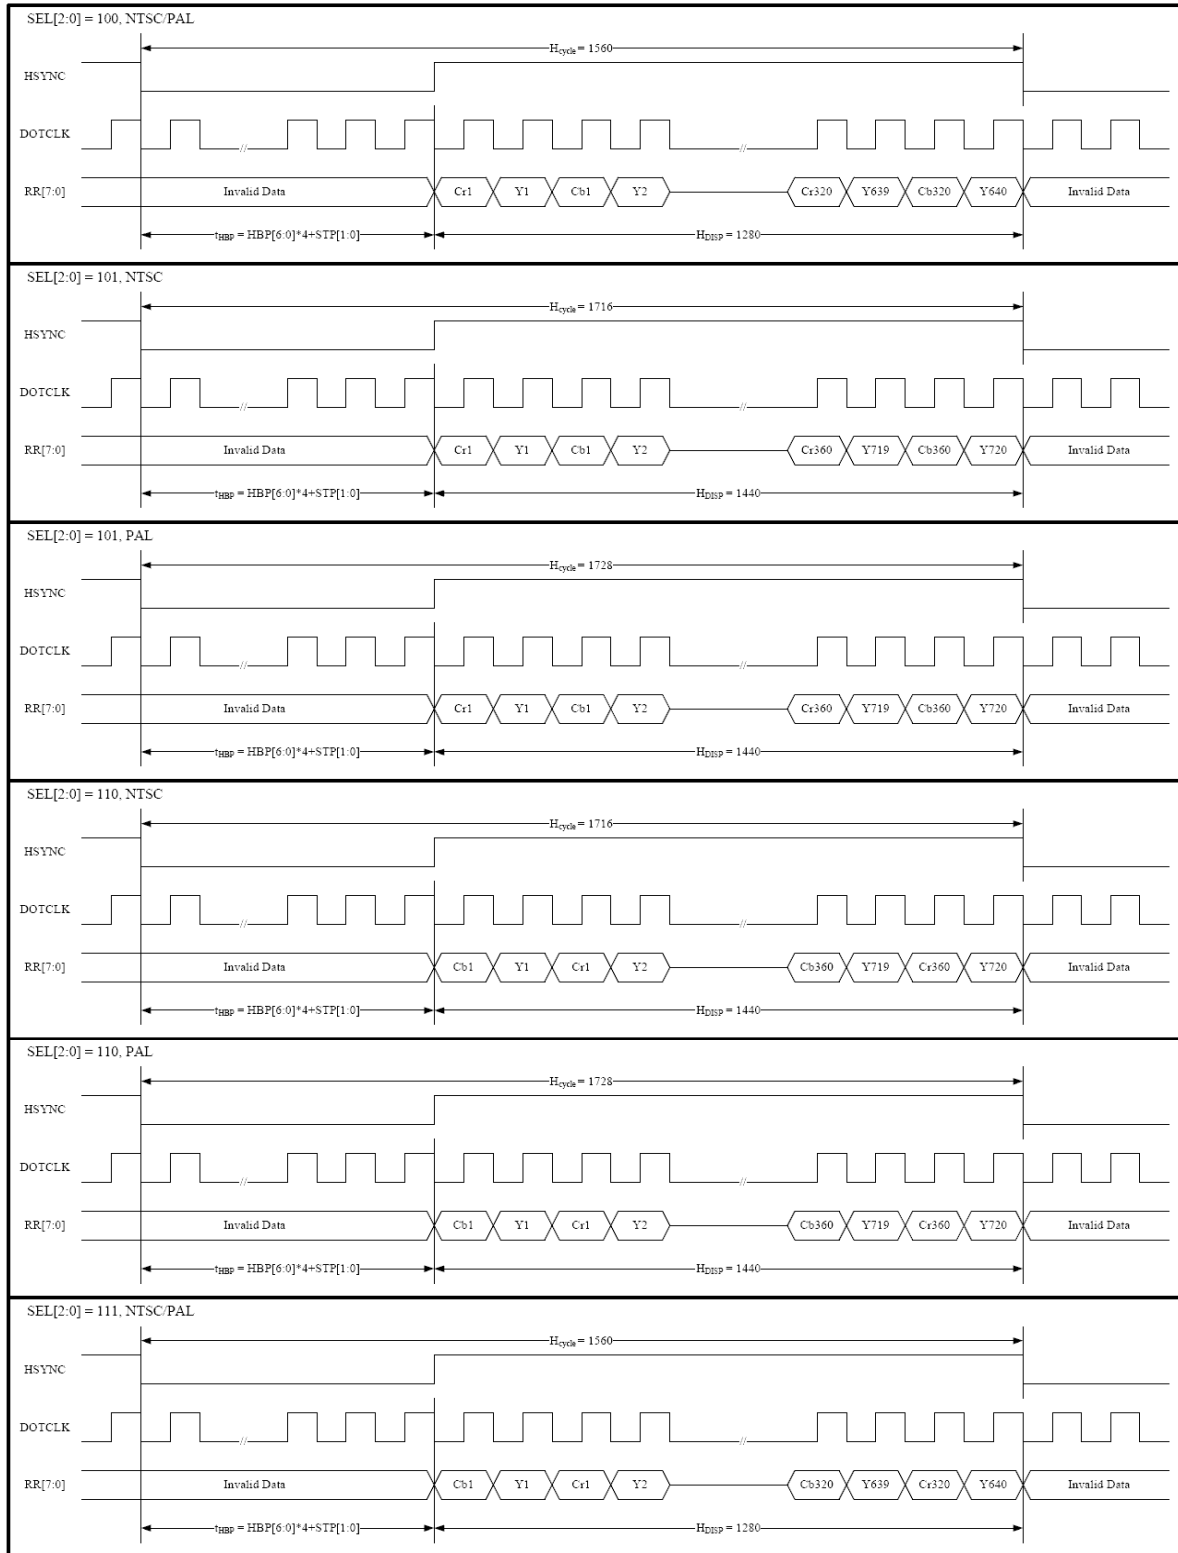 SEL[2:0] = 100, NTSC/PAL
Hcycle = 1560
HSYNC
DOTCLK
//
//
RR[7:0] Invalid Data Cr1 Y1 Cb1 Y2 Cr320 Y639 Cb320 Y640 Invalid Data
tHBP = HBP[6:0]*4+STP[1:0] HDISP = 1280
SEL[2:0] = 101, NTSC
Hcycle = 1716
HSYNC
DOTCLK
//
//
RR[7:0] Invalid Data Cr1 Y1 Cb1 Y2 Cr360 Y719 Cb360 Y720 Invalid Data
tHBP = HBP[6:0]*4+STP[1:0] HDISP = 1440
SEL[2:0] = 101, PAL
Hcycle = 1728
HSYNC
DOTCLK
//
//
RR[7:0] Invalid Data Cr1 Y1 Cb1 Y2 Cr360 Y719 Cb360 Y720 Invalid Data
tHBP = HBP[6:0]*4+STP[1:0] HDISP = 1440
SEL[2:0] = 110, NTSC
Hcycle = 1716
HSYNC
DOTCLK
//
//
RR[7:0] Invalid Data Cb1 Y1 Cr1 Y2 Cb360 Y719 Cr360 Y720 Invalid Data
tHBP = HBP[6:0]*4+STP[1:0] HDISP = 1440
SEL[2:0] = 110, PAL
Hcycle = 1728
HSYNC
DOTCLK
//
//
RR[7:0] Invalid Data Cb1 Y1 Cr1 Y2 Cb360 Y719 Cr360 Y720 Invalid Data
tHBP = HBP[6:0]*4+STP[1:0] HDISP = 1440
SEL[2:0] = 111, NTSC/PAL
Hcycle = 1560
HSYNC
DOTCLK
//
//
RR[7:0] Invalid Data Cb1 Y1 Cr1 Y2 Cb320 Y639 Cr320 Y640 Invalid Data
tHBP = HBP[6:0]*4+STP[1:0] HDISP = 1280